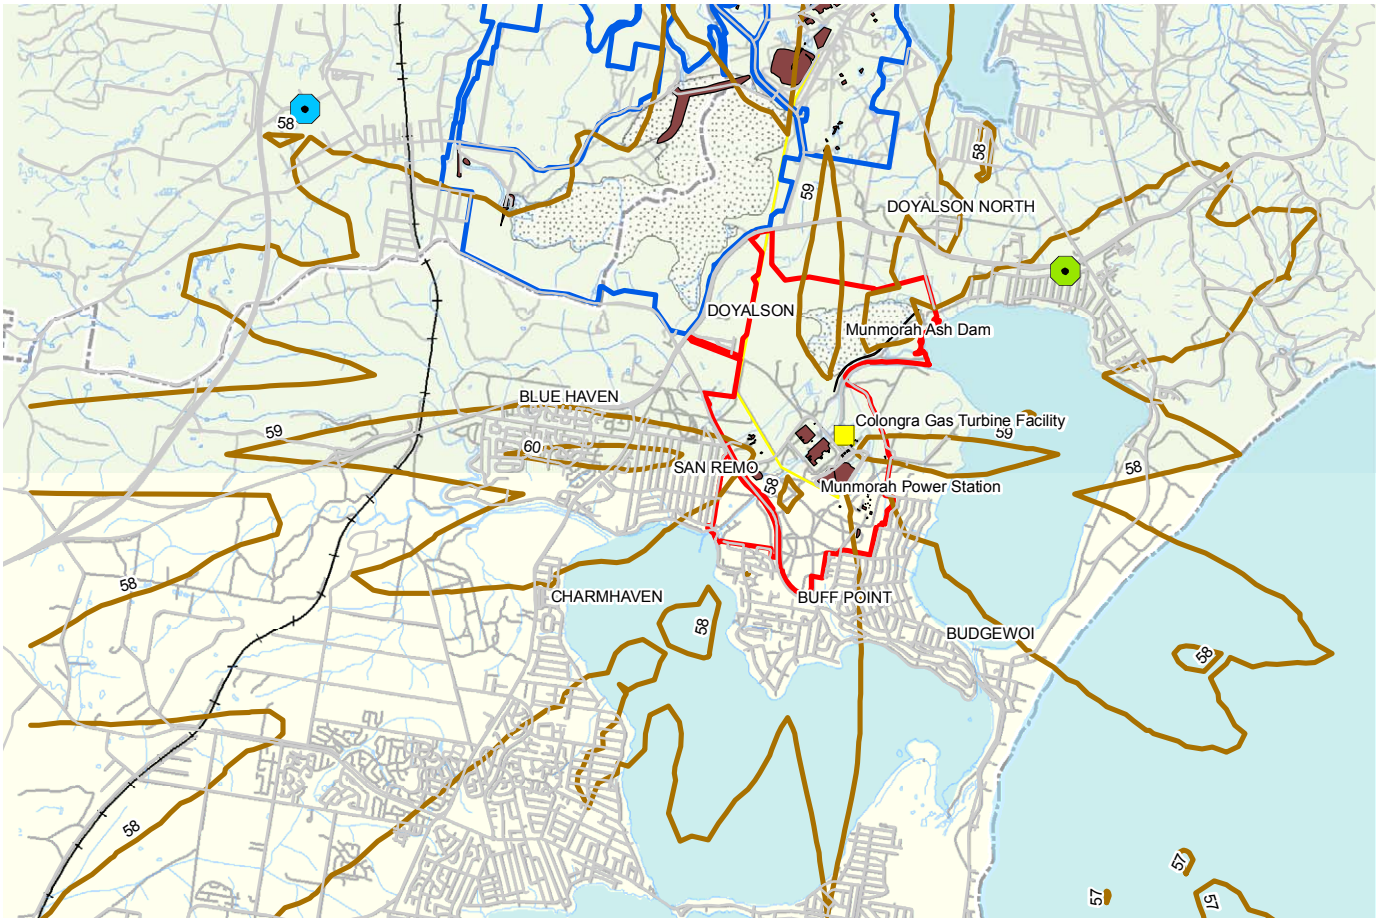 58
58
59
DOYALSON NORTH
DOYALSON
Munmorah Ash Dam
BLUE HAVEN
Colongra Gas Turbine Facility
59
59
60
SAN REMO
58
58
Munmorah Power Station
58
CHARMHAVEN
BUFF POINT
58
BUDGEWOI
58
58
57
57
57